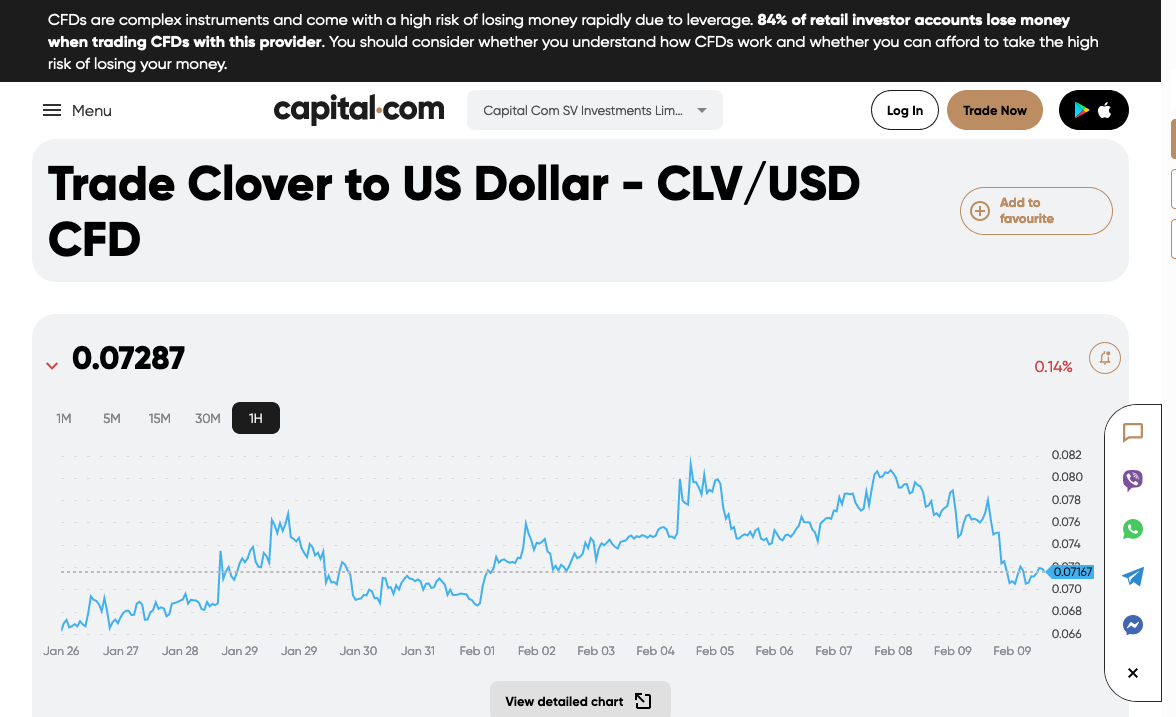 CFDs are complex instruments and come with a high risk of losing money rapidly due to leverage. 84% of retail investor accounts lose money
when trading CFDs with this provider. You should consider whether you understand how CFDs work and whether you can afford to take the high
risk of losing your money.
Menu
capital.com
Capital Com SV Investments Lim...
Log In
Trade Now
Trade Clover to US Dollar - CLV/USD
CFD
Add to
favourite
0.07287
0.14%
1M 5M 15M 30M 1H
0.082
0.080
0.078
0.076
0.074
0.072
0.07167
0.070
0.068
0.066
Jan 26 Jan 27 Jan 28 Jan 29 Jan 29 Jan 30 Jan 31 Feb 01 Feb 02 Feb 03 Feb 04 Feb 05 Feb 06 Feb 07 Feb 08 Feb 09 Feb 09
View detailed chart